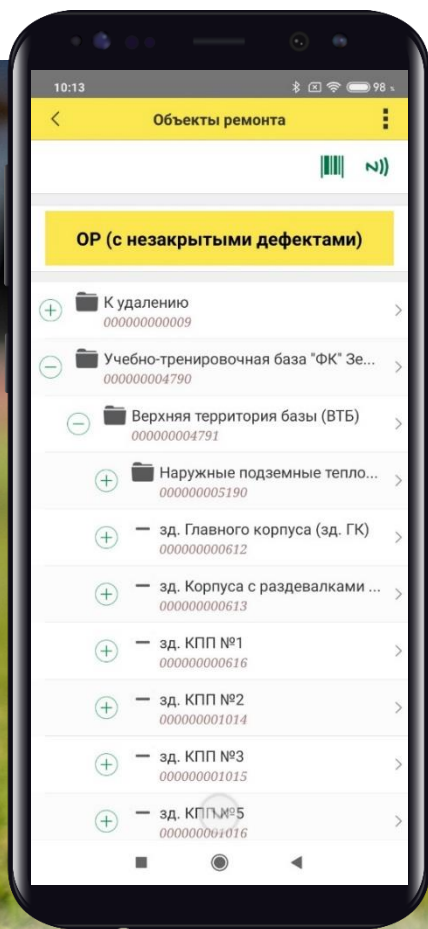 10:13
98 %
Объекты ремонта
ОР (с незакрытыми дефектами)
К удалению
000000000009
Учебно-тренировочная база "ФК" Зе...
000000004790
Верхняя территория базы (ВТБ)
000000004791
Наружные подземные тепло...
000000005190
зд. Главного корпуса (зд. ГК)
000000000612
зд. Корпуса с раздевалками ...
000000000613
зд. КПП №1
000000000616
зд. КПП №2
000000001014
зд. КПП №3
000000001015
зд. КПП №5
000000001016